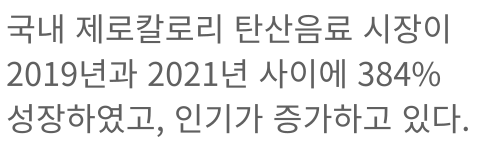 국내 제로칼로리 탄산음료 시장이
2019년과 2021년 사이에 384%
성장하였고, 인기가 증가하고 있다.